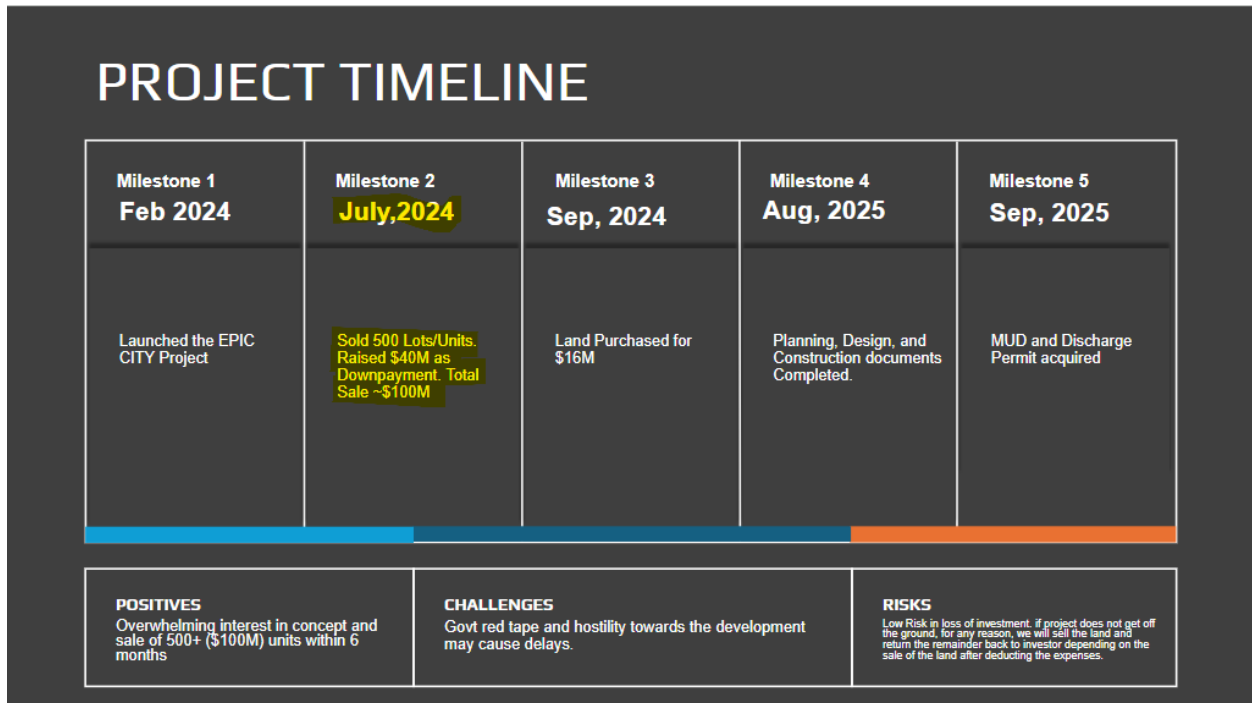 PROJECT TIMELINE
Milestone 1
Feb 2024
Launched the EPIC
CITY Project
Milestone 2
July,2024
Sold 500 Lots/Units.
Raised $40M as
Downpayment. Total
Sale ~$100M
Milestone 3
Sep, 2024
Land Purchased for
$16M
Milestone 4
Aug, 2025
Planning, Design, and
Construction documents
Completed.
Milestone 5
Sep, 2025
MUD and Discharge
Permit acquired
POSITIVES
Overwhelming interest in concept and
sale of 500+ ($100M) units within 6
months
CHALLENGES
Govt red tape and hostility towards the development
may cause delays.
RISKS
Low Risk in loss of investment. if project does not get off
the ground, for any reason, we will sell the land and
return the remainder back to investor depending on the
sale of the land after deducting the expenses.